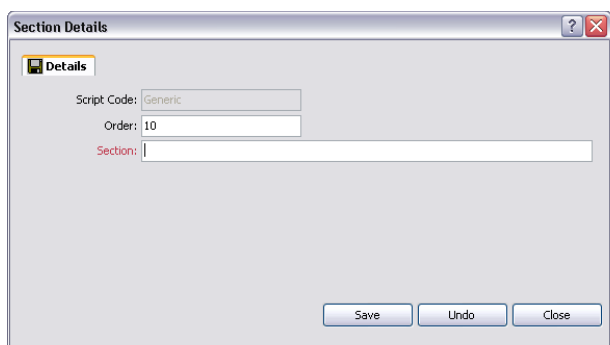 Section Details
Details
Script Code: Generic
Order: 10
Section:
Save Undo Close